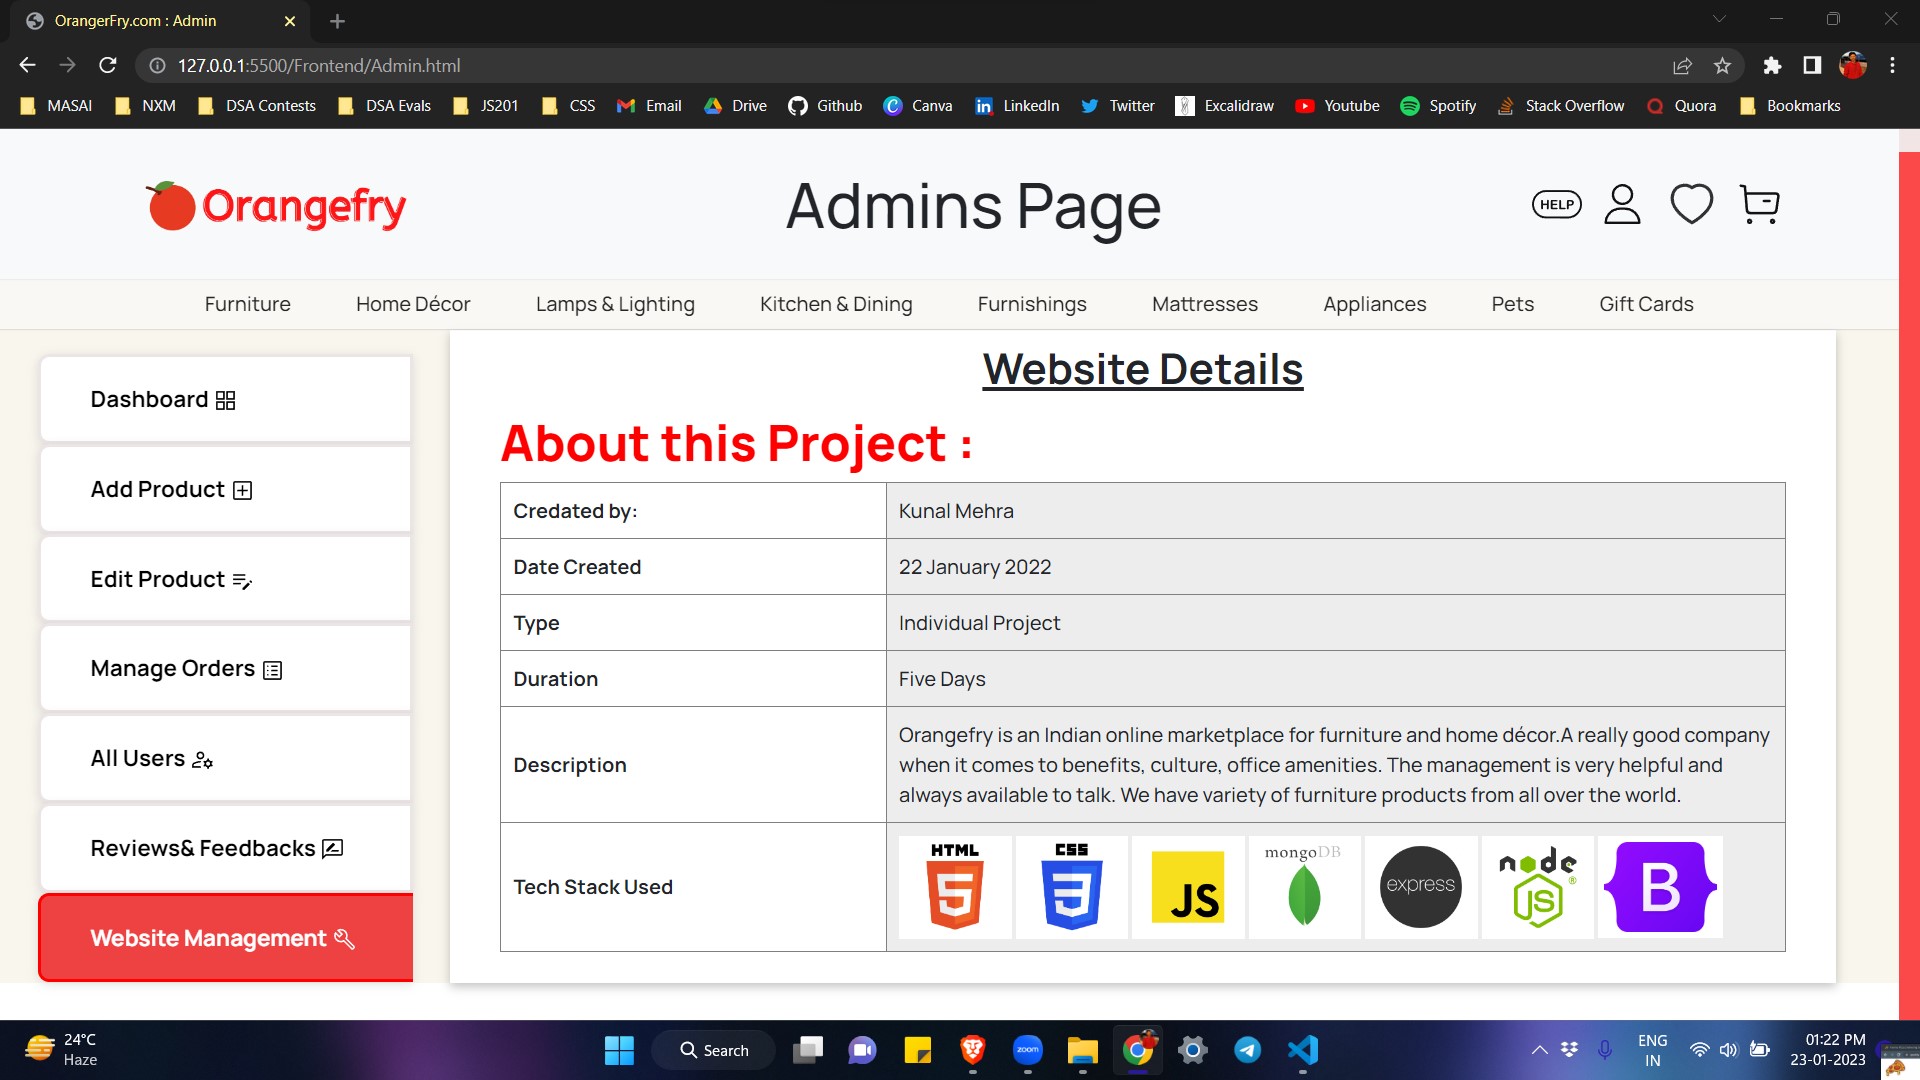 OrangerFry.com : Admin
127.0.0.1:5500/Frontend/Admin.html
MASAI NXM DSA Contests DSA Evals JS201 CSS Email Drive Github Canva LinkedIn Twitter Excalidraw Youtube Spotify Stack Overflow Quora Bookmarks
Orangefry
Admins Page
HELP
Furniture Home Décor Lamps & Lighting Kitchen & Dining Furnishings Mattresses Appliances Pets Gift Cards
Dashboard
Add Product
Edit Product
Manage Orders
All Users
Reviews& Feedbacks
Website Management
Website Details
About this Project :
Credated by: Kunal Mehra
Date Created 22 January 2022
Type Individual Project
Duration Five Days
Description
Orangefry is an Indian online marketplace for furniture and home décor.A really good company
when it comes to benefits, culture, office amenities. The management is very helpful and
always available to talk. We have variety of furniture products from all over the world.
Tech Stack Used
HTML 5
CSS 3
JS
mongoDB
express
node JS ®
B
24°C
Haze
Search
zoom
ENG
IN
01:22 PM
23-01-2023